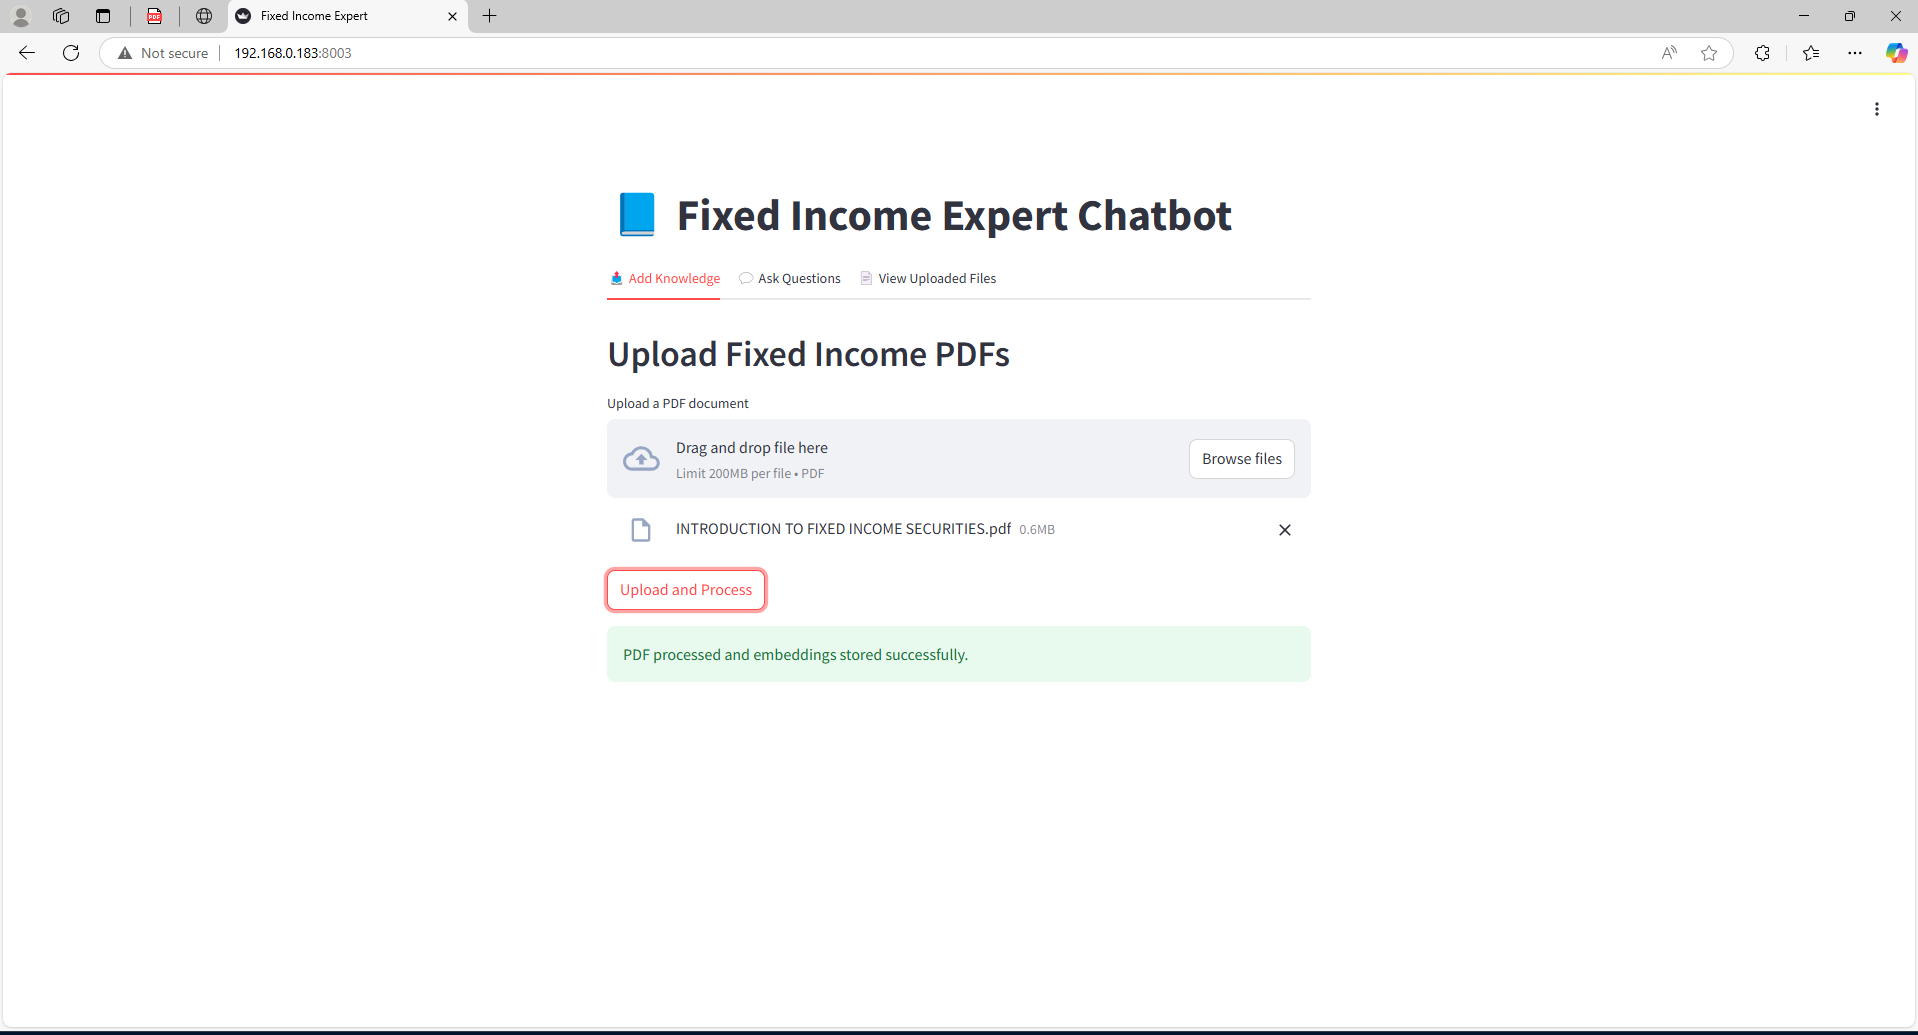 Fixed Income Expert
Not secure
192.168.0.183:8003
Fixed Income Expert Chatbot
Add Knowledge
Ask Questions
View Uploaded Files
Upload Fixed Income PDFs
Upload a PDF document
Drag and drop file here
Limit 200MB per file • PDF
Browse files
INTRODUCTION TO FIXED INCOME SECURITIES.pdf 0.6MB
Upload and Process
PDF processed and embeddings stored successfully.